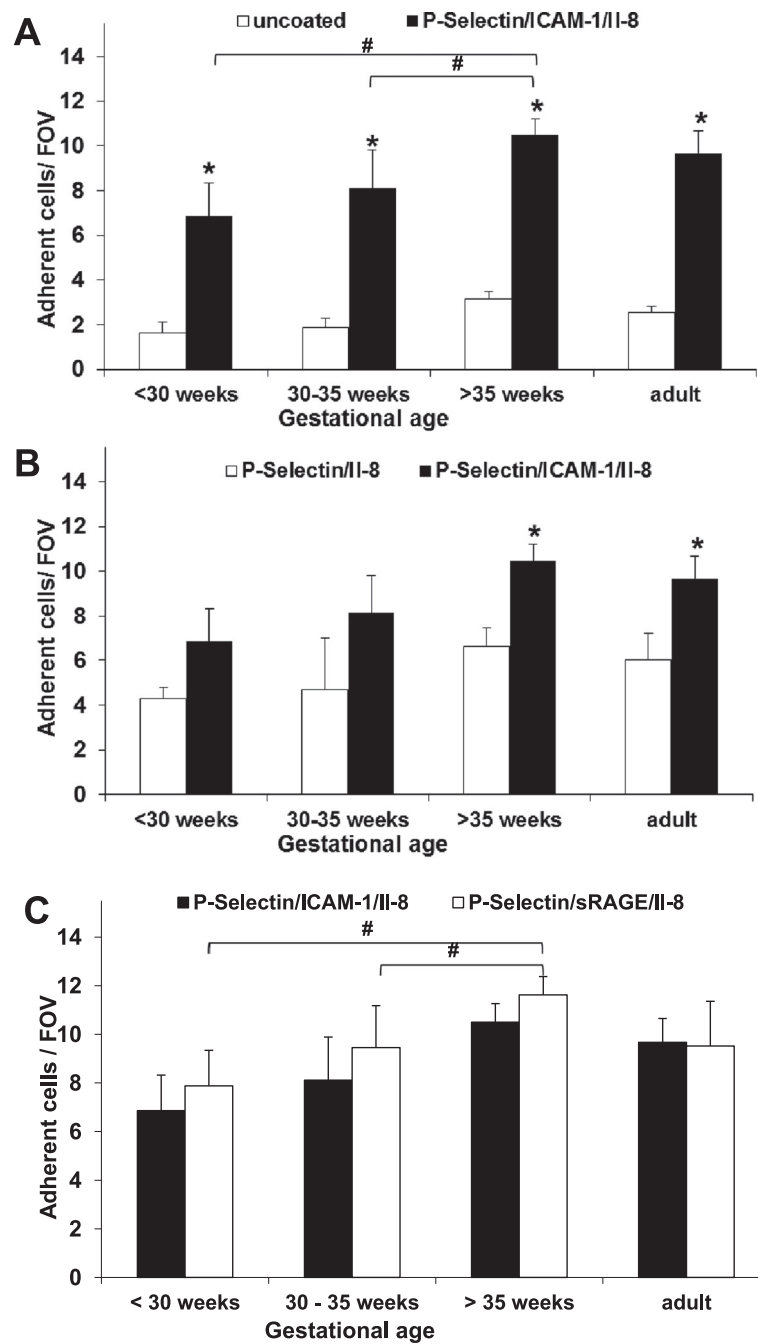 A
uncoated P-Selectin/ICAM-1/Il-8
14
12
10
8
6
4
2
0
Adherent cells/ FOV
#
#
* * * *
<30 weeks 30-35 weeks >35 weeks adult
Gestational age
B
P-Selectin/Il-8 P-Selectin/ICAM-1/Il-8
14
12
10
8
6
4
2
0
Adherent cells/ FOV
* *
<30 weeks 30-35 weeks >35 weeks adult
Gestational age
C
P-Selectin/ICAM-1/Il-8 P-Selectin/sRAGE/Il-8
14
12
10
8
6
4
2
0
Adherent cells / FOV
#
#
< 30 weeks 30 - 35 weeks > 35 weeks adult
Gestational age